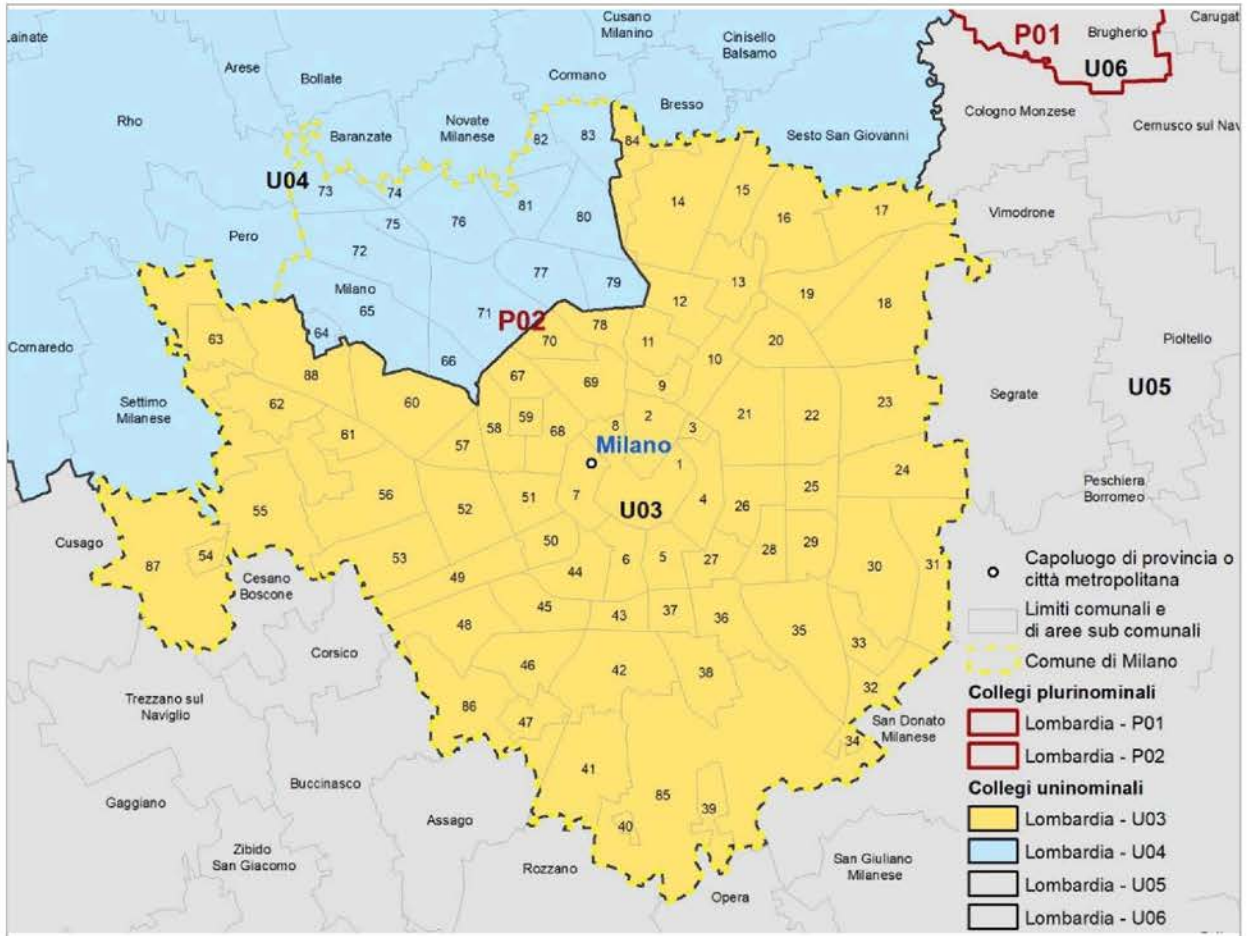 Lainate
Arese
Bollate
Cusano
Milanino
Cinisello
Balsamo
P01
Brugherio
Carugat
U06
Cormano
Bresso
Rho
Baranzate
Novate
Milanese
82
83
84
Sesto San Giovanni
Cologno Monzese
Cernusco sul Nav
U04
73
74
75
76
81
80
14
15
16
17
Vimodrone
Pero
72
Milano
65
77
79
71
P02
12
13
19
18
64
66
70
78
11
20
10
Pioltello
63
88
Cornaredo
Settimo
Milanese
62
60
61
67
69
9
59
58
68
8
2
3
57
Milano
1
21
22
23
Segrate
U05
24
Peschiera
Borromeo
55
56
52
51
7
U03
4
26
25
Cusago
87
54
Cesano
Boscone
53
50
49
44
6
5
27
28
29
30
31
Capoluogo di provincia o
città metropolitana
Limiti comunali e
di aree sub comunali
Comune di Milano
48
45
43
37
36
35
33
Corsico
46
42
38
32
Trezzano sul
Naviglio
86
47
34
San Donato
Milanese
Collegi plurinominali
Lombardia - P01
Lombardia - P02
Buccinasco
Gaggiano
41
85
39
40
Assago
Zibido
San Giacomo
Rozzano
Opera
San Giuliano
Milanese
Collegi uninominali
Lombardia - U03
Lombardia - U04
Lombardia - U05
Lombardia - U06